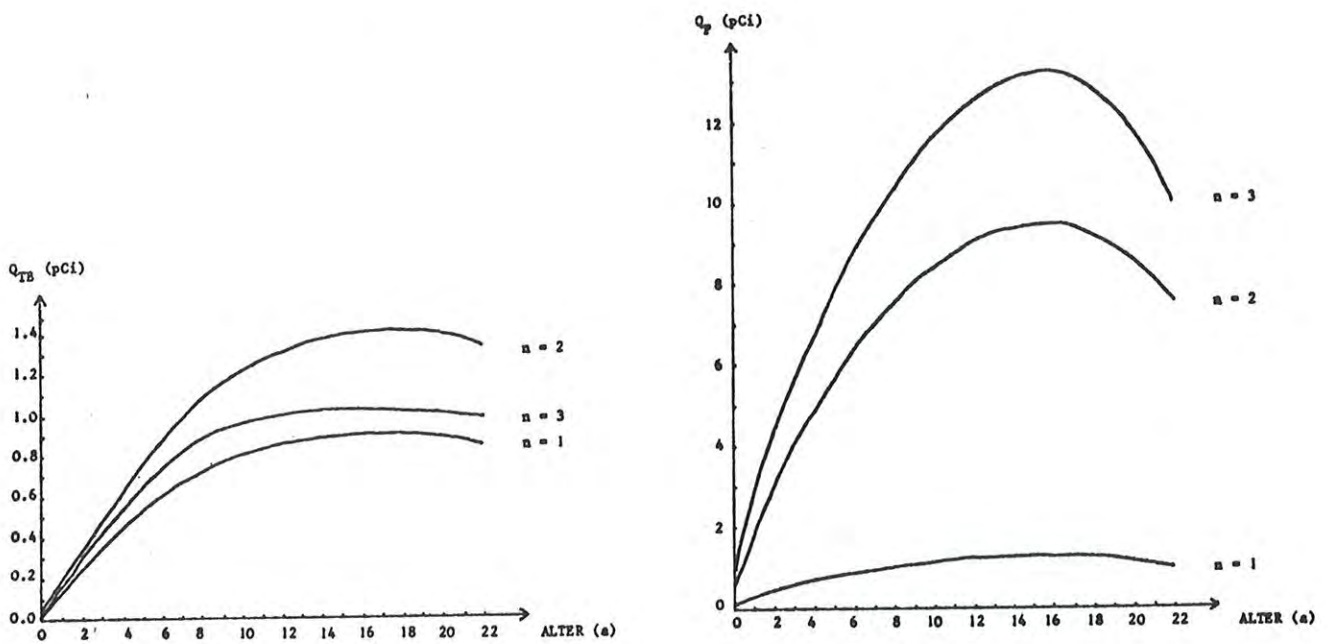 Q_TB (pCi)
1.4
1.2
1.0
0.8
0.6
0.4
0.2
0.0
0 2 4 6 8 10 12 14 16 18 20 22 ALTER (a)
n = 2
n = 3
n = 1
Q_P (pCi)
12
10
8
6
4
2
0
0 2 4 6 8 10 12 14 16 18 20 22 ALTER (a)
n = 3
n = 2
n = 1